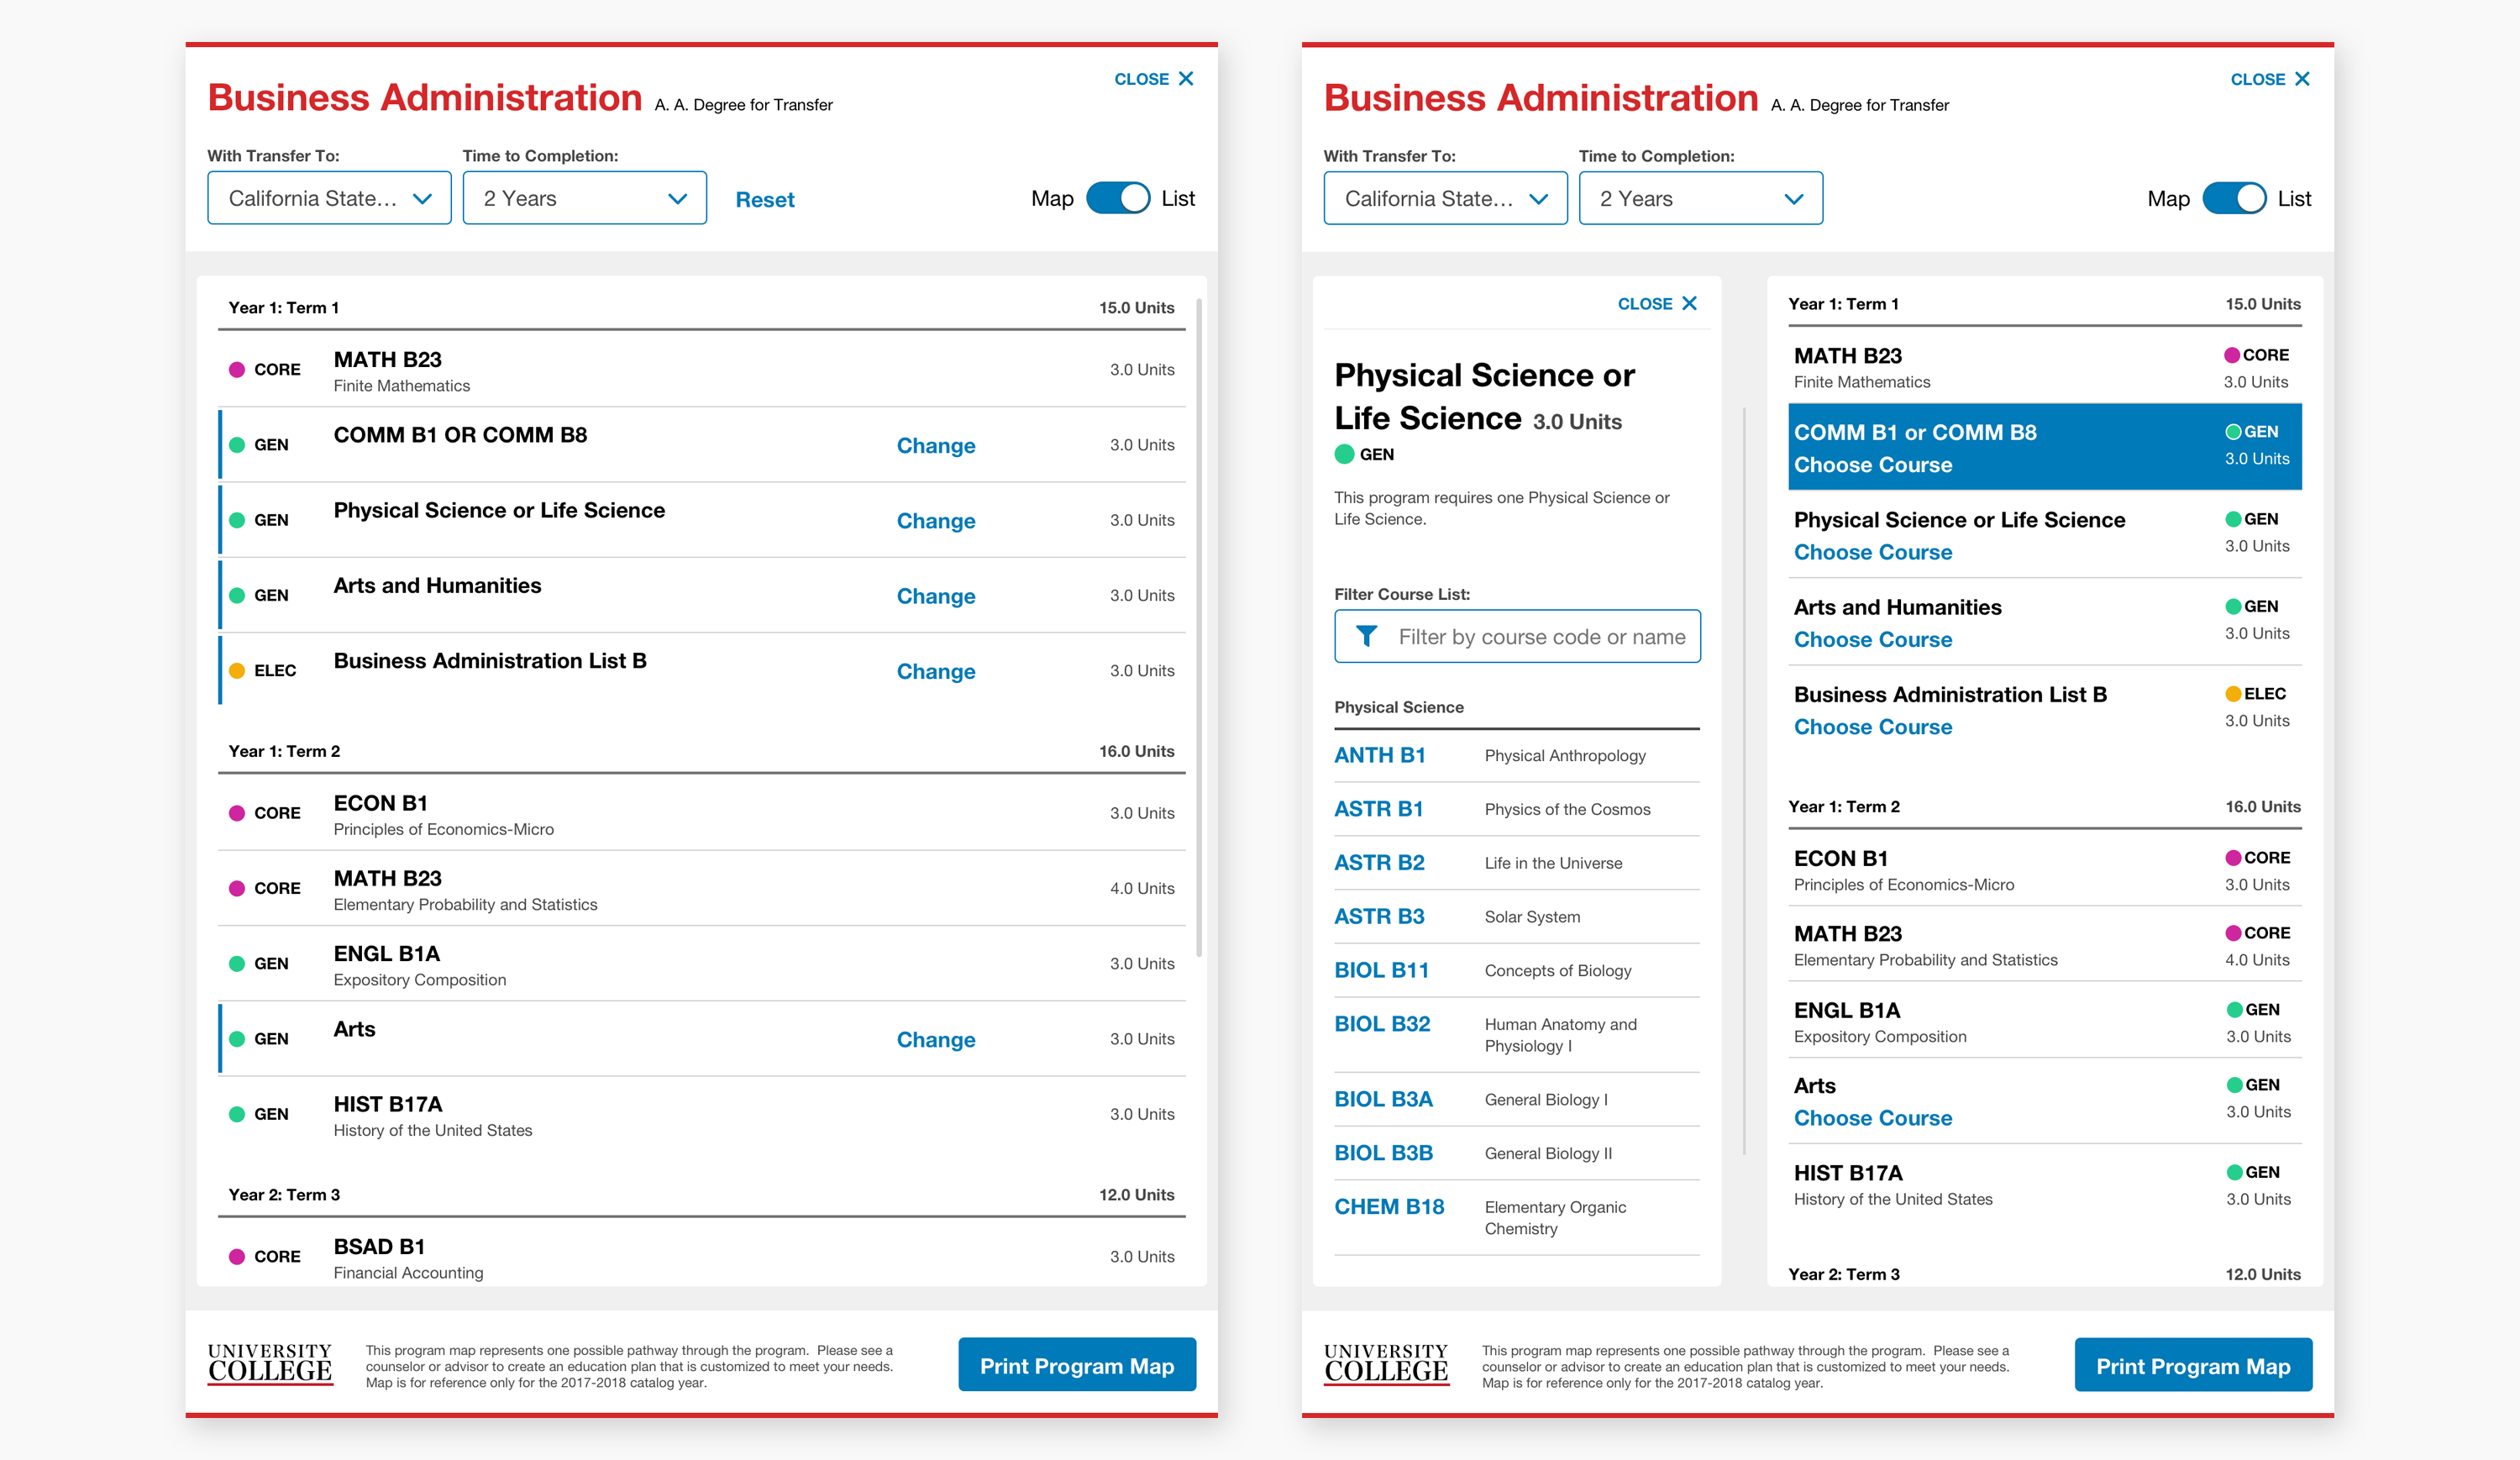 CLOSE
Business Administration A. A. Degree for Transfer
With Transfer To: Time to Completion:
California State... 2 Years Reset Map List
Year 1: Term 1 15.0 Units
CORE MATH B23 3.0 Units
Finite Mathematics
GEN COMM B1 OR COMM B8 Change 3.0 Units
GEN Physical Science or Life Science Change 3.0 Units
GEN Arts and Humanities Change 3.0 Units
ELEC Business Administration List B Change 3.0 Units
Year 1: Term 2 16.0 Units
CORE ECON B1 3.0 Units
Principles of Economics-Micro
CORE MATH B23 4.0 Units
Elementary Probability and Statistics
GEN ENGL B1A 3.0 Units
Expository Composition
GEN Arts Change 3.0 Units
GEN HIST B17A 3.0 Units
History of the United States
Year 2: Term 3 12.0 Units
CORE BSAD B1 3.0 Units
Financial Accounting
UNIVERSITY
COLLEGE
This program map represents one possible pathway through the program. Please see a
counselor or advisor to create an education plan that is customized to meet your needs.
Map is for reference only for the 2017-2018 catalog year.
Print Program Map
CLOSE
Business Administration A. A. Degree for Transfer
With Transfer To: Time to Completion:
California State... 2 Years Map List
CLOSE
Physical Science or
Life Science 3.0 Units
GEN
This program requires one Physical Science or
Life Science.
Filter Course List:
Filter by course code or name
Physical Science
ANTH B1 Physical Anthropology
ASTR B1 Physics of the Cosmos
ASTR B2 Life in the Universe
ASTR B3 Solar System
BIOL B11 Concepts of Biology
BIOL B32 Human Anatomy and
Physiology I
BIOL B3A General Biology I
BIOL B3B General Biology II
CHEM B18 Elementary Organic
Chemistry
Year 1: Term 1 15.0 Units
MATH B23 CORE
Finite Mathematics 3.0 Units
COMM B1 or COMM B8 GEN
Choose Course 3.0 Units
Physical Science or Life Science GEN
Choose Course 3.0 Units
Arts and Humanities GEN
Choose Course 3.0 Units
Business Administration List B ELEC
Choose Course 3.0 Units
Year 1: Term 2 16.0 Units
ECON B1 CORE
Principles of Economics-Micro 3.0 Units
MATH B23 CORE
Elementary Probability and Statistics 4.0 Units
ENGL B1A GEN
Expository Composition 3.0 Units
Arts GEN
Choose Course 3.0 Units
HIST B17A GEN
History of the United States 3.0 Units
Year 2: Term 3 12.0 Units
UNIVERSITY
COLLEGE
This program map represents one possible pathway through the program. Please see a
counselor or advisor to create an education plan that is customized to meet your needs.
Map is for reference only for the 2017-2018 catalog year.
Print Program Map